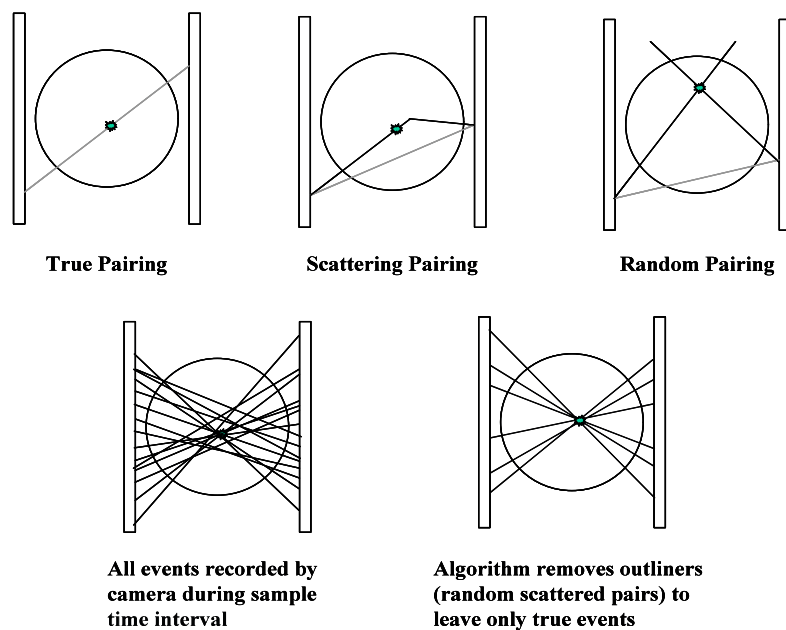 True Pairing
Scattering Pairing
Random Pairing
All events recorded by
camera during sample
time interval
Algorithm removes outliners
(random scattered pairs) to
leave only true events